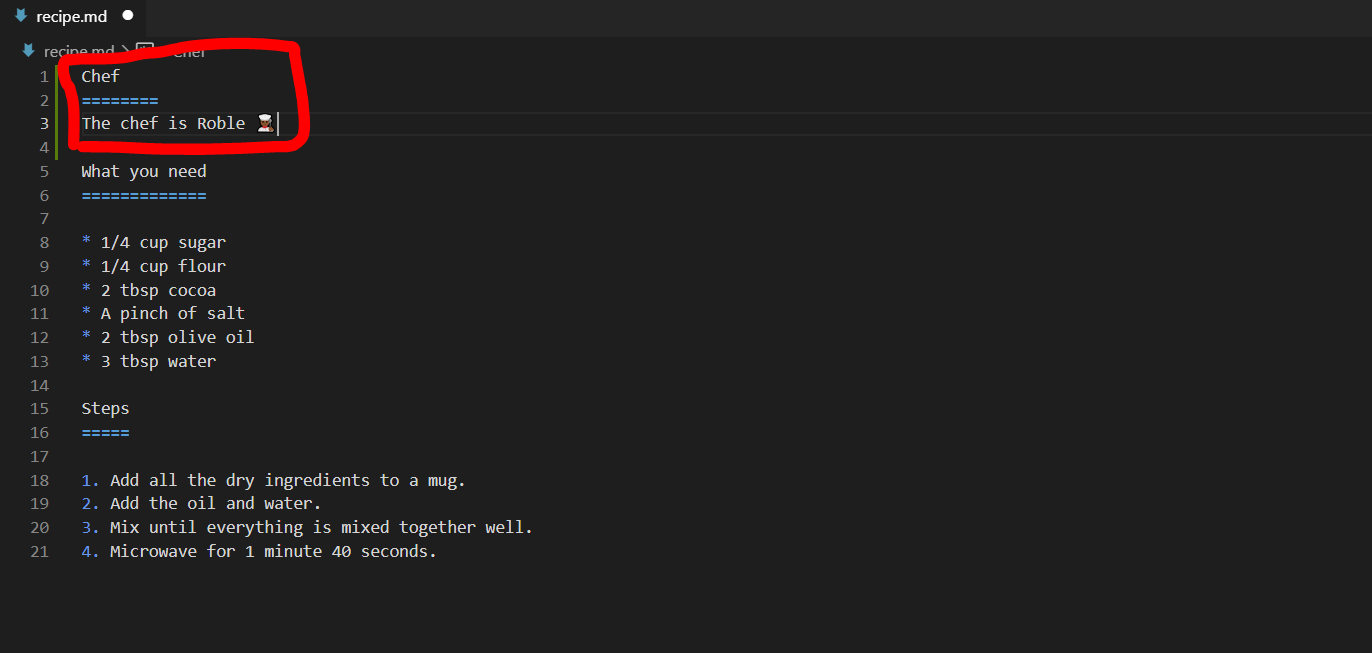 recipe.md
recipe.md > Chef
1 Chef
2 ========
3 The chef is Roble 👨🏾‍🍳
4
5 What you need
6 =============
7
8 * 1/4 cup sugar
9 * 1/4 cup flour
10 * 2 tbsp cocoa
11 * A pinch of salt
12 * 2 tbsp olive oil
13 * 3 tbsp water
14
15 Steps
16 =====
17
18 1. Add all the dry ingredients to a mug.
19 2. Add the oil and water.
20 3. Mix until everything is mixed together well.
21 4. Microwave for 1 minute 40 seconds.